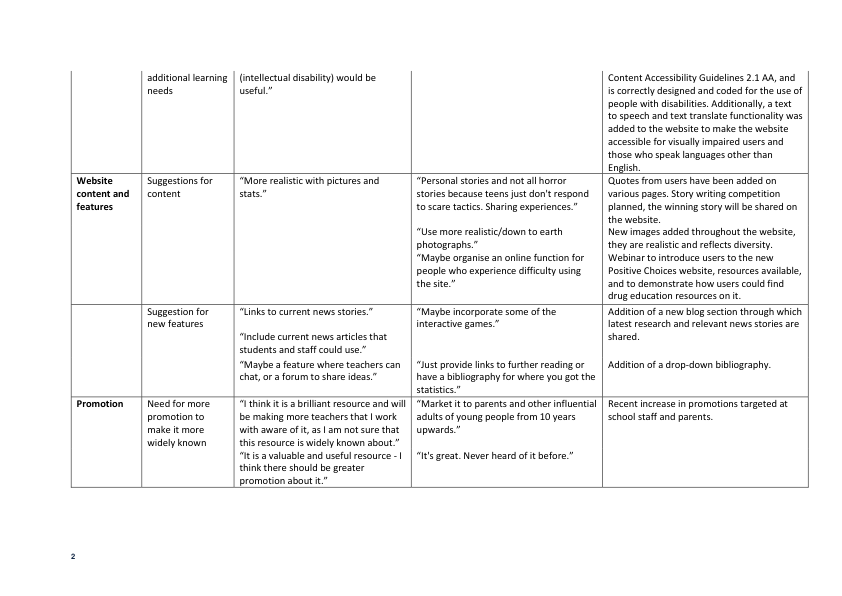 additional learning
needs
(intellectual disability) would be
useful.”
Content Accessibility Guidelines 2.1 AA, and
is correctly designed and coded for the use of
people with disabilities. Additionally, a text
to speech and text translate functionality was
added to the website to make the website
accessible for visually impaired users and
those who speak languages other than
English.
Website
content and
features
Suggestions for
content
“More realistic with pictures and
stats.”
“Personal stories and not all horror
stories because teens just don't respond
to scare tactics. Sharing experiences.”
“Use more realistic/down to earth
photographs.”
“Maybe organise an online function for
people who experience difficulty using
the site.”
Quotes from users have been added on
various pages. Story writing competition
planned, the winning story will be shared on
the website.
New images added throughout the website,
they are realistic and reflects diversity.
Webinar to introduce users to the new
Positive Choices website, resources available,
and to demonstrate how users could find
drug education resources on it.
Suggestion for
new features
“Links to current news stories.”
“Include current news articles that
students and staff could use.”
“Maybe a feature where teachers can
chat, or a forum to share ideas.”
“Maybe incorporate some of the
interactive games.”
“Just provide links to further reading or
have a bibliography for where you got the
statistics.”
Addition of a new blog section through which
latest research and relevant news stories are
shared.
Addition of a drop-down bibliography.
Promotion
Need for more
promotion to
make it more
widely known
“I think it is a brilliant resource and will
be making more teachers that I work
with aware of it, as I am not sure that
this resource is widely known about.”
“It is a valuable and useful resource - I
think there should be greater
promotion about it.”
“Market it to parents and other influential
adults of young people from 10 years
upwards.”
“It's great. Never heard of it before.”
Recent increase in promotions targeted at
school staff and parents.
2